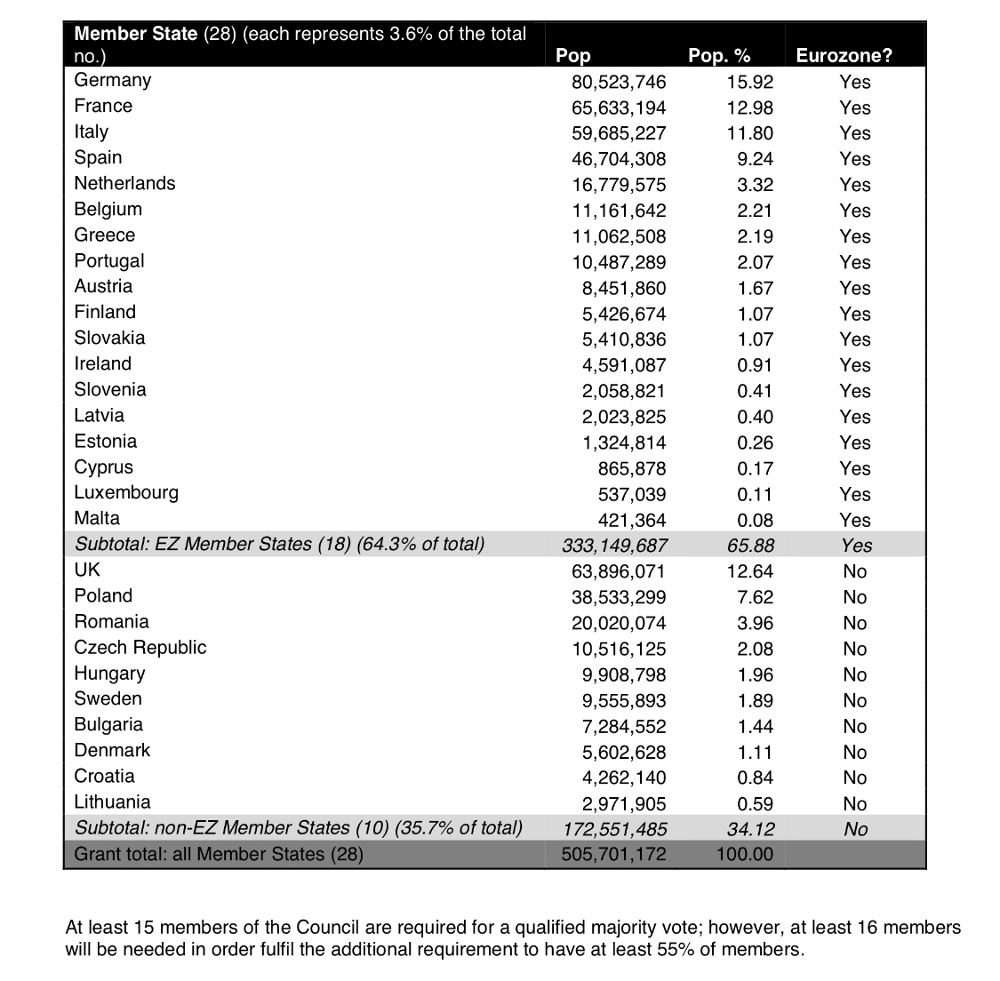 Member State (28) (each represents 3.6% of the total
no.) Pop Pop. % Eurozone?
Germany 80,523,746 15.92 Yes
France 65,633,194 12.98 Yes
Italy 59,685,227 11.80 Yes
Spain 46,704,308 9.24 Yes
Netherlands 16,779,575 3.32 Yes
Belgium 11,161,642 2.21 Yes
Greece 11,062,508 2.19 Yes
Portugal 10,487,289 2.07 Yes
Austria 8,451,860 1.67 Yes
Finland 5,426,674 1.07 Yes
Slovakia 5,410,836 1.07 Yes
Ireland 4,591,087 0.91 Yes
Slovenia 2,058,821 0.41 Yes
Latvia 2,023,825 0.40 Yes
Estonia 1,324,814 0.26 Yes
Cyprus 865,878 0.17 Yes
Luxembourg 537,039 0.11 Yes
Malta 421,364 0.08 Yes
Subtotal: EZ Member States (18) (64.3% of total) 333,149,687 65.88 Yes
UK 63,896,071 12.64 No
Poland 38,533,299 7.62 No
Romania 20,020,074 3.96 No
Czech Republic 10,516,125 2.08 No
Hungary 9,908,798 1.96 No
Sweden 9,555,893 1.89 No
Bulgaria 7,284,552 1.44 No
Denmark 5,602,628 1.11 No
Croatia 4,262,140 0.84 No
Lithuania 2,971,905 0.59 No
Subtotal: non-EZ Member States (10) (35.7% of total) 172,551,485 34.12 No
Grant total: all Member States (28) 505,701,172 100.00
At least 15 members of the Council are required for a qualified majority vote; however, at least 16 members
will be needed in order fulfil the additional requirement to have at least 55% of members.